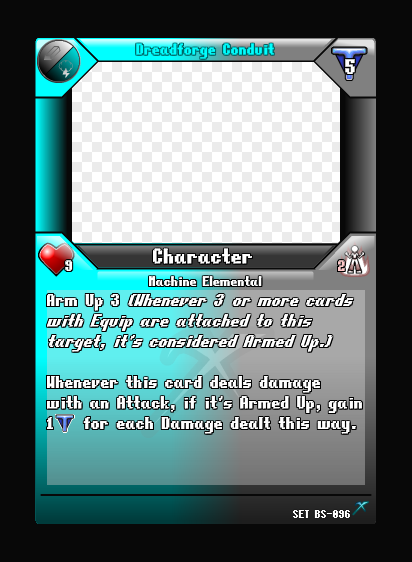 Dreadforge Conduit
5
Character
9
2
Machine Elemental
Arm Up 3 (Whenever 3 or more cards
with Equip are attached to this
target, it's considered Armed Up.)
Whenever this card deals damage
with an Attack, if it's Armed Up, gain
1 for each Damage dealt this way.
SET BS-096